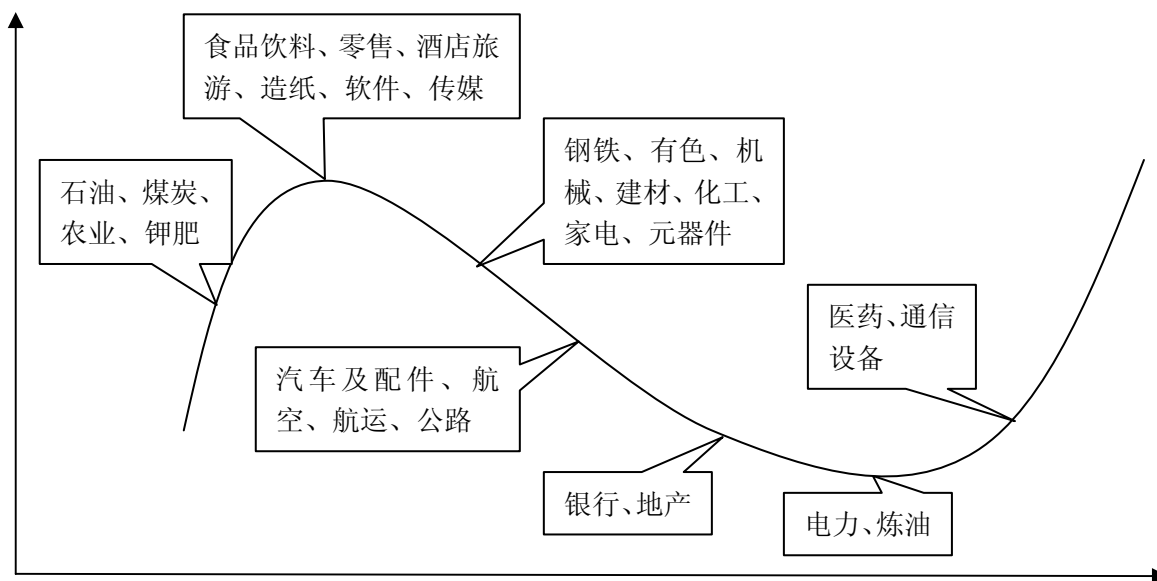 食品饮料、零售、酒店旅
游、造纸、软件、传媒
钢铁、有色、机
械、建材、化工、
家电、元器件
石油、煤炭、
农业、钾肥
医药、通信
设备
汽车及配件、航
空、航运、公路
银行、地产
电力、炼油